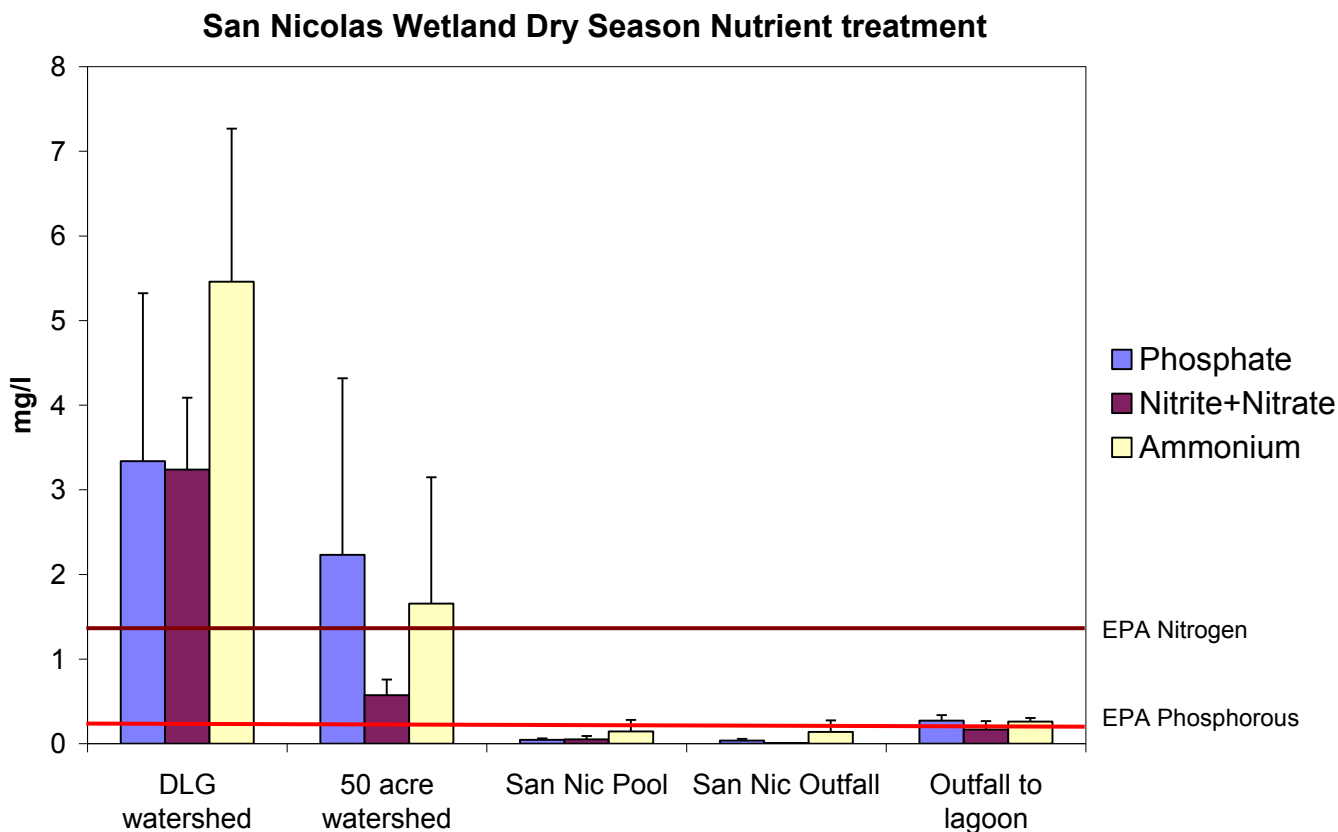 San Nicolas Wetland Dry Season Nutrient treatment
8
7
6
5
4
3
2
1
0
mg/l
DLG
watershed
50 acre
watershed
San Nic Pool
San Nic Outfall
Outfall to
lagoon
Phosphate
Nitrite+Nitrate
Ammonium
EPA Nitrogen
EPA Phosphorous